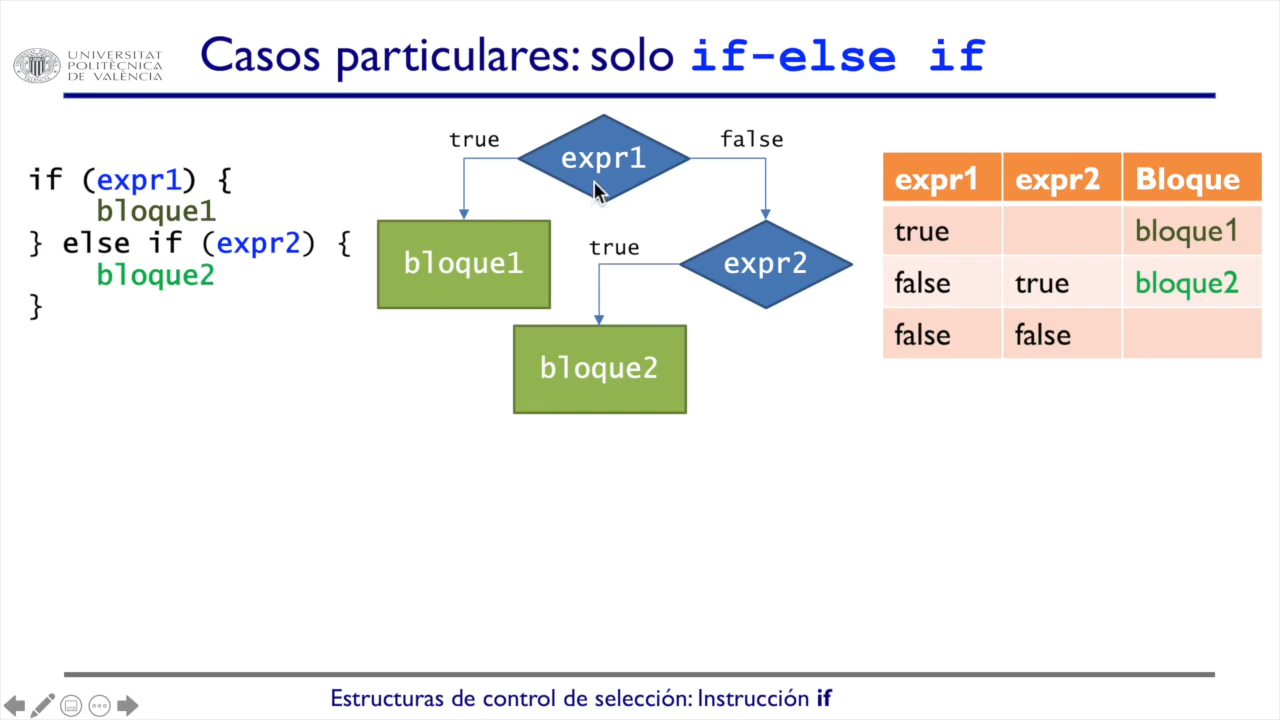 UNIVERSITAT
POLITÈCNICA
DE VALÈNCIA
Casos particulares: solo if-else if
if (expr1) {
bloque1
} else if (expr2) {
bloque2
}
true
expr1
false
bloque1
true
expr2
bloque2
expr1 expr2 Bloque
true bloque1
false true bloque2
false false
Estructuras de control de selección: Instrucción if